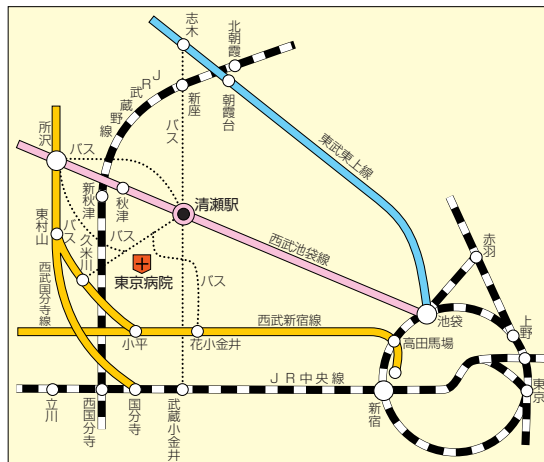 志木
北朝霞
JR武蔵野線
新座
朝霞台
バス
東武東上線
所沢
バス
新秋津
秋津
清瀬駅
赤羽
東村山
バス
久米川
バス
東京病院
西武池袋線
西武国分寺線
バス
池袋
上野
小平
花小金井
西武新宿線
高田馬場
JR中央線
立川
西国分寺
国分寺
武蔵小金井
新宿
東京